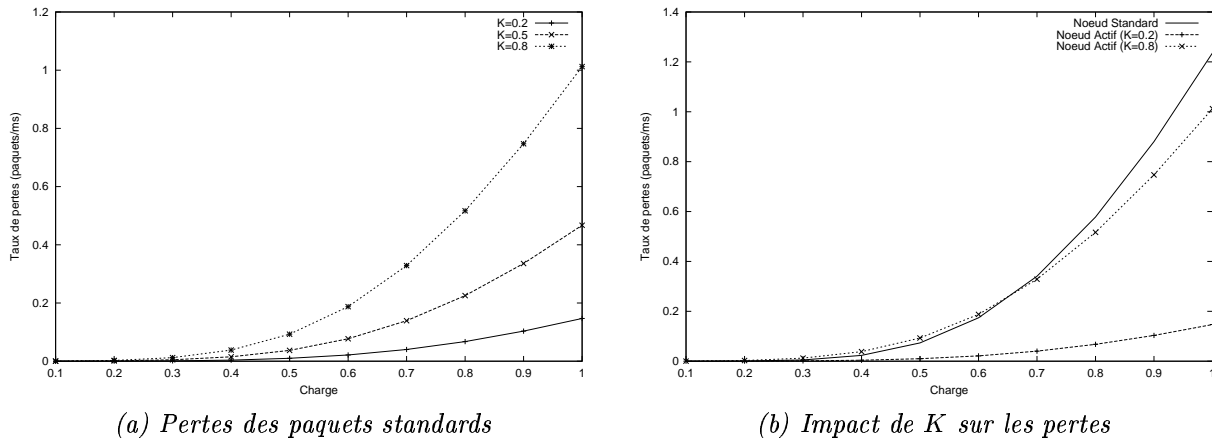 1.2
1
0.8
0.6
0.4
0.2
0
Taux de pertes (paquets/ms)
K=0.2
K=0.5
K=0.8
0.1 0.2 0.3 0.4 0.5 0.6 0.7 0.8 0.9 1
Charge
(a) Pertes des paquets standards
1.4
1.2
1
0.8
0.6
0.4
0.2
0
Taux de pertes (paquets/ms)
Noeud Standard
Noeud Actif (K=0.2)
Noeud Actif (K=0.8)
0.1 0.2 0.3 0.4 0.5 0.6 0.7 0.8 0.9 1
Charge
(b) Impact de K sur les pertes